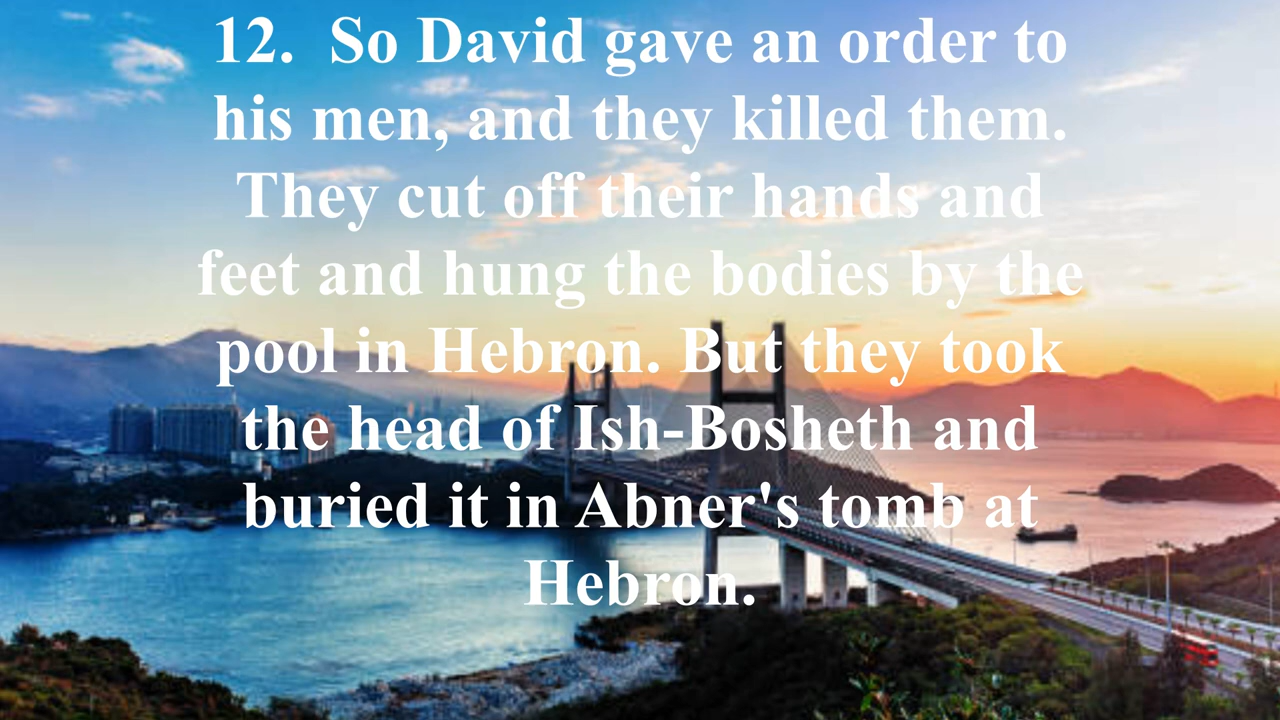 12.  So David gave an order to
his men, and they killed them.
They cut off their hands and
feet and hung the bodies by the
pool in Hebron. But they took
the head of Ish-Bosheth and
buried it in Abner's tomb at
Hebron.